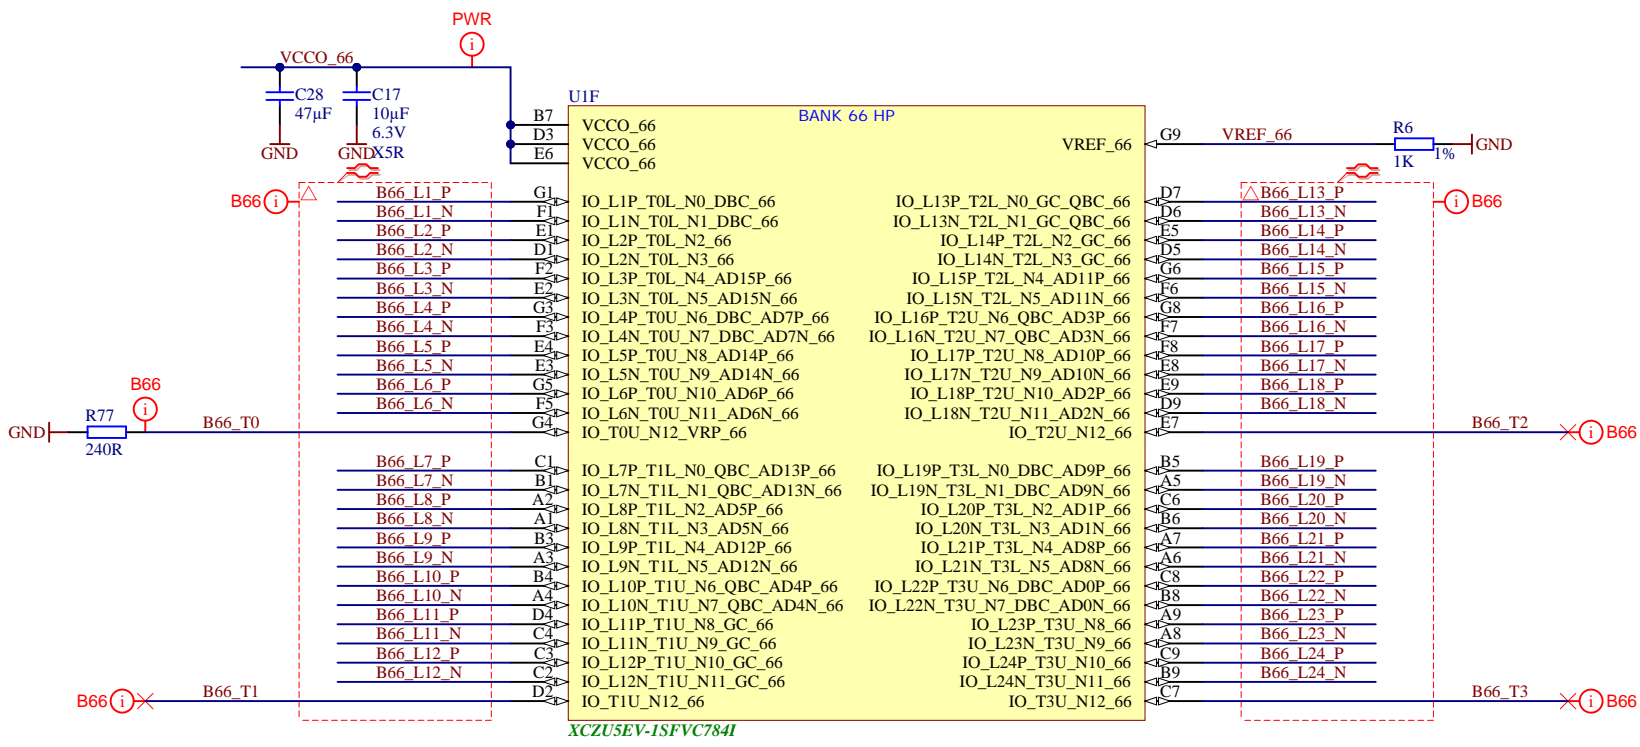 PWR
i
VCCO_66
C28
47µF
GND
C17
10µF
6.3V
X5R
GND
U1F
BANK 66 HP
B7 VCCO_66
D3 VCCO_66
E6 VCCO_66
VREF_66 G9 VREF_66
R6
1K
1%
GND
B66 i
i B66
B66_L1_P G1 IO_L1P_T0L_N0_DBC_66
B66_L1_N F1 IO_L1N_T0L_N1_DBC_66
B66_L2_P E1 IO_L2P_T0L_N2_66
B66_L2_N D1 IO_L2N_T0L_N3_66
B66_L3_P F2 IO_L3P_T0L_N4_AD15P_66
B66_L3_N E2 IO_L3N_T0L_N5_AD15N_66
B66_L4_P G3 IO_L4P_T0U_N6_DBC_AD7P_66
B66_L4_N F3 IO_L4N_T0U_N7_DBC_AD7N_66
B66_L5_P E4 IO_L5P_T0U_N8_AD14P_66
B66_L5_N E3 IO_L5N_T0U_N9_AD14N_66
B66_L6_P G5 IO_L6P_T0U_N10_AD6P_66
B66_L6_N F5 IO_L6N_T0U_N11_AD6N_66
B66
i
GND
R77
240R
B66_T0 G4 IO_T0U_N12_VRP_66
B66_L7_P C1 IO_L7P_T1L_N0_QBC_AD13P_66
B66_L7_N B1 IO_L7N_T1L_N1_QBC_AD13N_66
B66_L8_P A2 IO_L8P_T1L_N2_AD5P_66
B66_L8_N A1 IO_L8N_T1L_N3_AD5N_66
B66_L9_P B3 IO_L9P_T1L_N4_AD12P_66
B66_L9_N A3 IO_L9N_T1L_N5_AD12N_66
B66_L10_P B4 IO_L10P_T1U_N6_QBC_AD4P_66
B66_L10_N A4 IO_L10N_T1U_N7_QBC_AD4N_66
B66_L11_P D4 IO_L11P_T1U_N8_GC_66
B66_L11_N C4 IO_L11N_T1U_N9_GC_66
B66_L12_P C3 IO_L12P_T1U_N10_GC_66
B66_L12_N C2 IO_L12N_T1U_N11_GC_66
B66 i B66_T1 D2 IO_T1U_N12_66
IO_L13P_T2L_N0_GC_QBC_66 D7 B66_L13_P
IO_L13N_T2L_N1_GC_QBC_66 D6 B66_L13_N
IO_L14P_T2L_N2_GC_66 E5 B66_L14_P
IO_L14N_T2L_N3_GC_66 D5 B66_L14_N
IO_L15P_T2L_N4_AD11P_66 G6 B66_L15_P
IO_L15N_T2L_N5_AD11N_66 F6 B66_L15_N
IO_L16P_T2U_N6_QBC_AD3P_66 G8 B66_L16_P
IO_L16N_T2U_N7_QBC_AD3N_66 F7 B66_L16_N
IO_L17P_T2U_N8_AD10P_66 F8 B66_L17_P
IO_L17N_T2U_N9_AD10N_66 E8 B66_L17_N
IO_L18P_T2U_N10_AD2P_66 E9 B66_L18_P
IO_L18N_T2U_N11_AD2N_66 D9 B66_L18_N
IO_T2U_N12_66 E7 B66_T2 i B66
IO_L19P_T3L_N0_DBC_AD9P_66 B5 B66_L19_P
IO_L19N_T3L_N1_DBC_AD9N_66 A5 B66_L19_N
IO_L20P_T3L_N2_AD1P_66 C6 B66_L20_P
IO_L20N_T3L_N3_AD1N_66 B6 B66_L20_N
IO_L21P_T3L_N4_AD8P_66 A7 B66_L21_P
IO_L21N_T3L_N5_AD8N_66 A6 B66_L21_N
IO_L22P_T3U_N6_DBC_AD0P_66 C8 B66_L22_P
IO_L22N_T3U_N7_DBC_AD0N_66 B8 B66_L22_N
IO_L23P_T3U_N8_66 A9 B66_L23_P
IO_L23N_T3U_N9_66 A8 B66_L23_N
IO_L24P_T3U_N10_66 C9 B66_L24_P
IO_L24N_T3U_N11_66 B9 B66_L24_N
IO_T3U_N12_66 C7 B66_T3 i B66
XCZU5EV-1SFVC784I